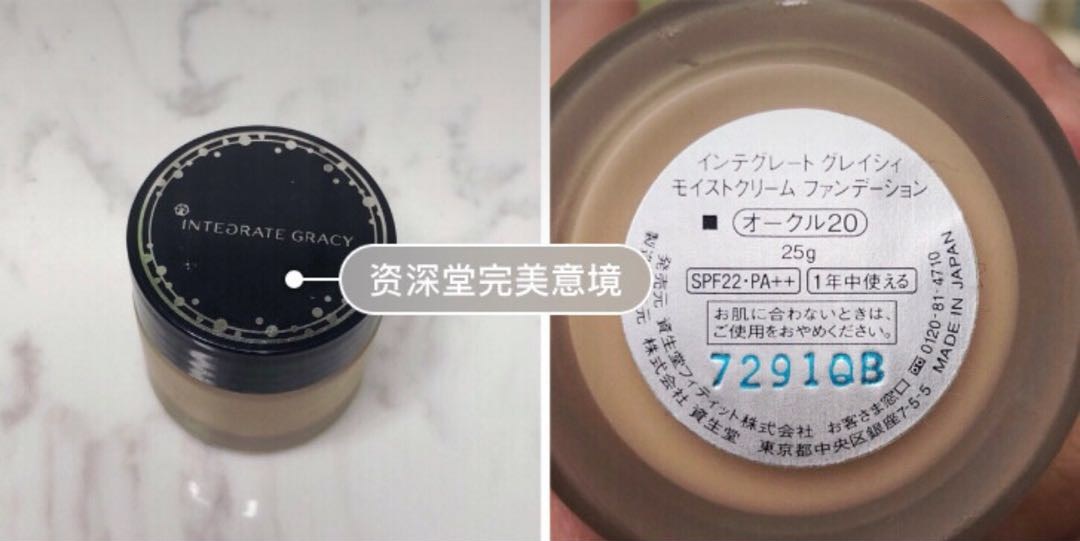 INTEGRATE GRACY
资深堂完美意境
インテグレート グレイシィ
モイストクリーム ファンデーション
■ オークル20
25g
SPF22・PA++ 1年中使える
お肌に合わないときは、
ご使用をおやめください。
7291QB
発売元 資生堂フィティット株式会社 お客さま窓口 0120-81-4710
製造販売元 株式会社 資生堂 東京都中央区銀座7-5-5 MADE IN JAPAN